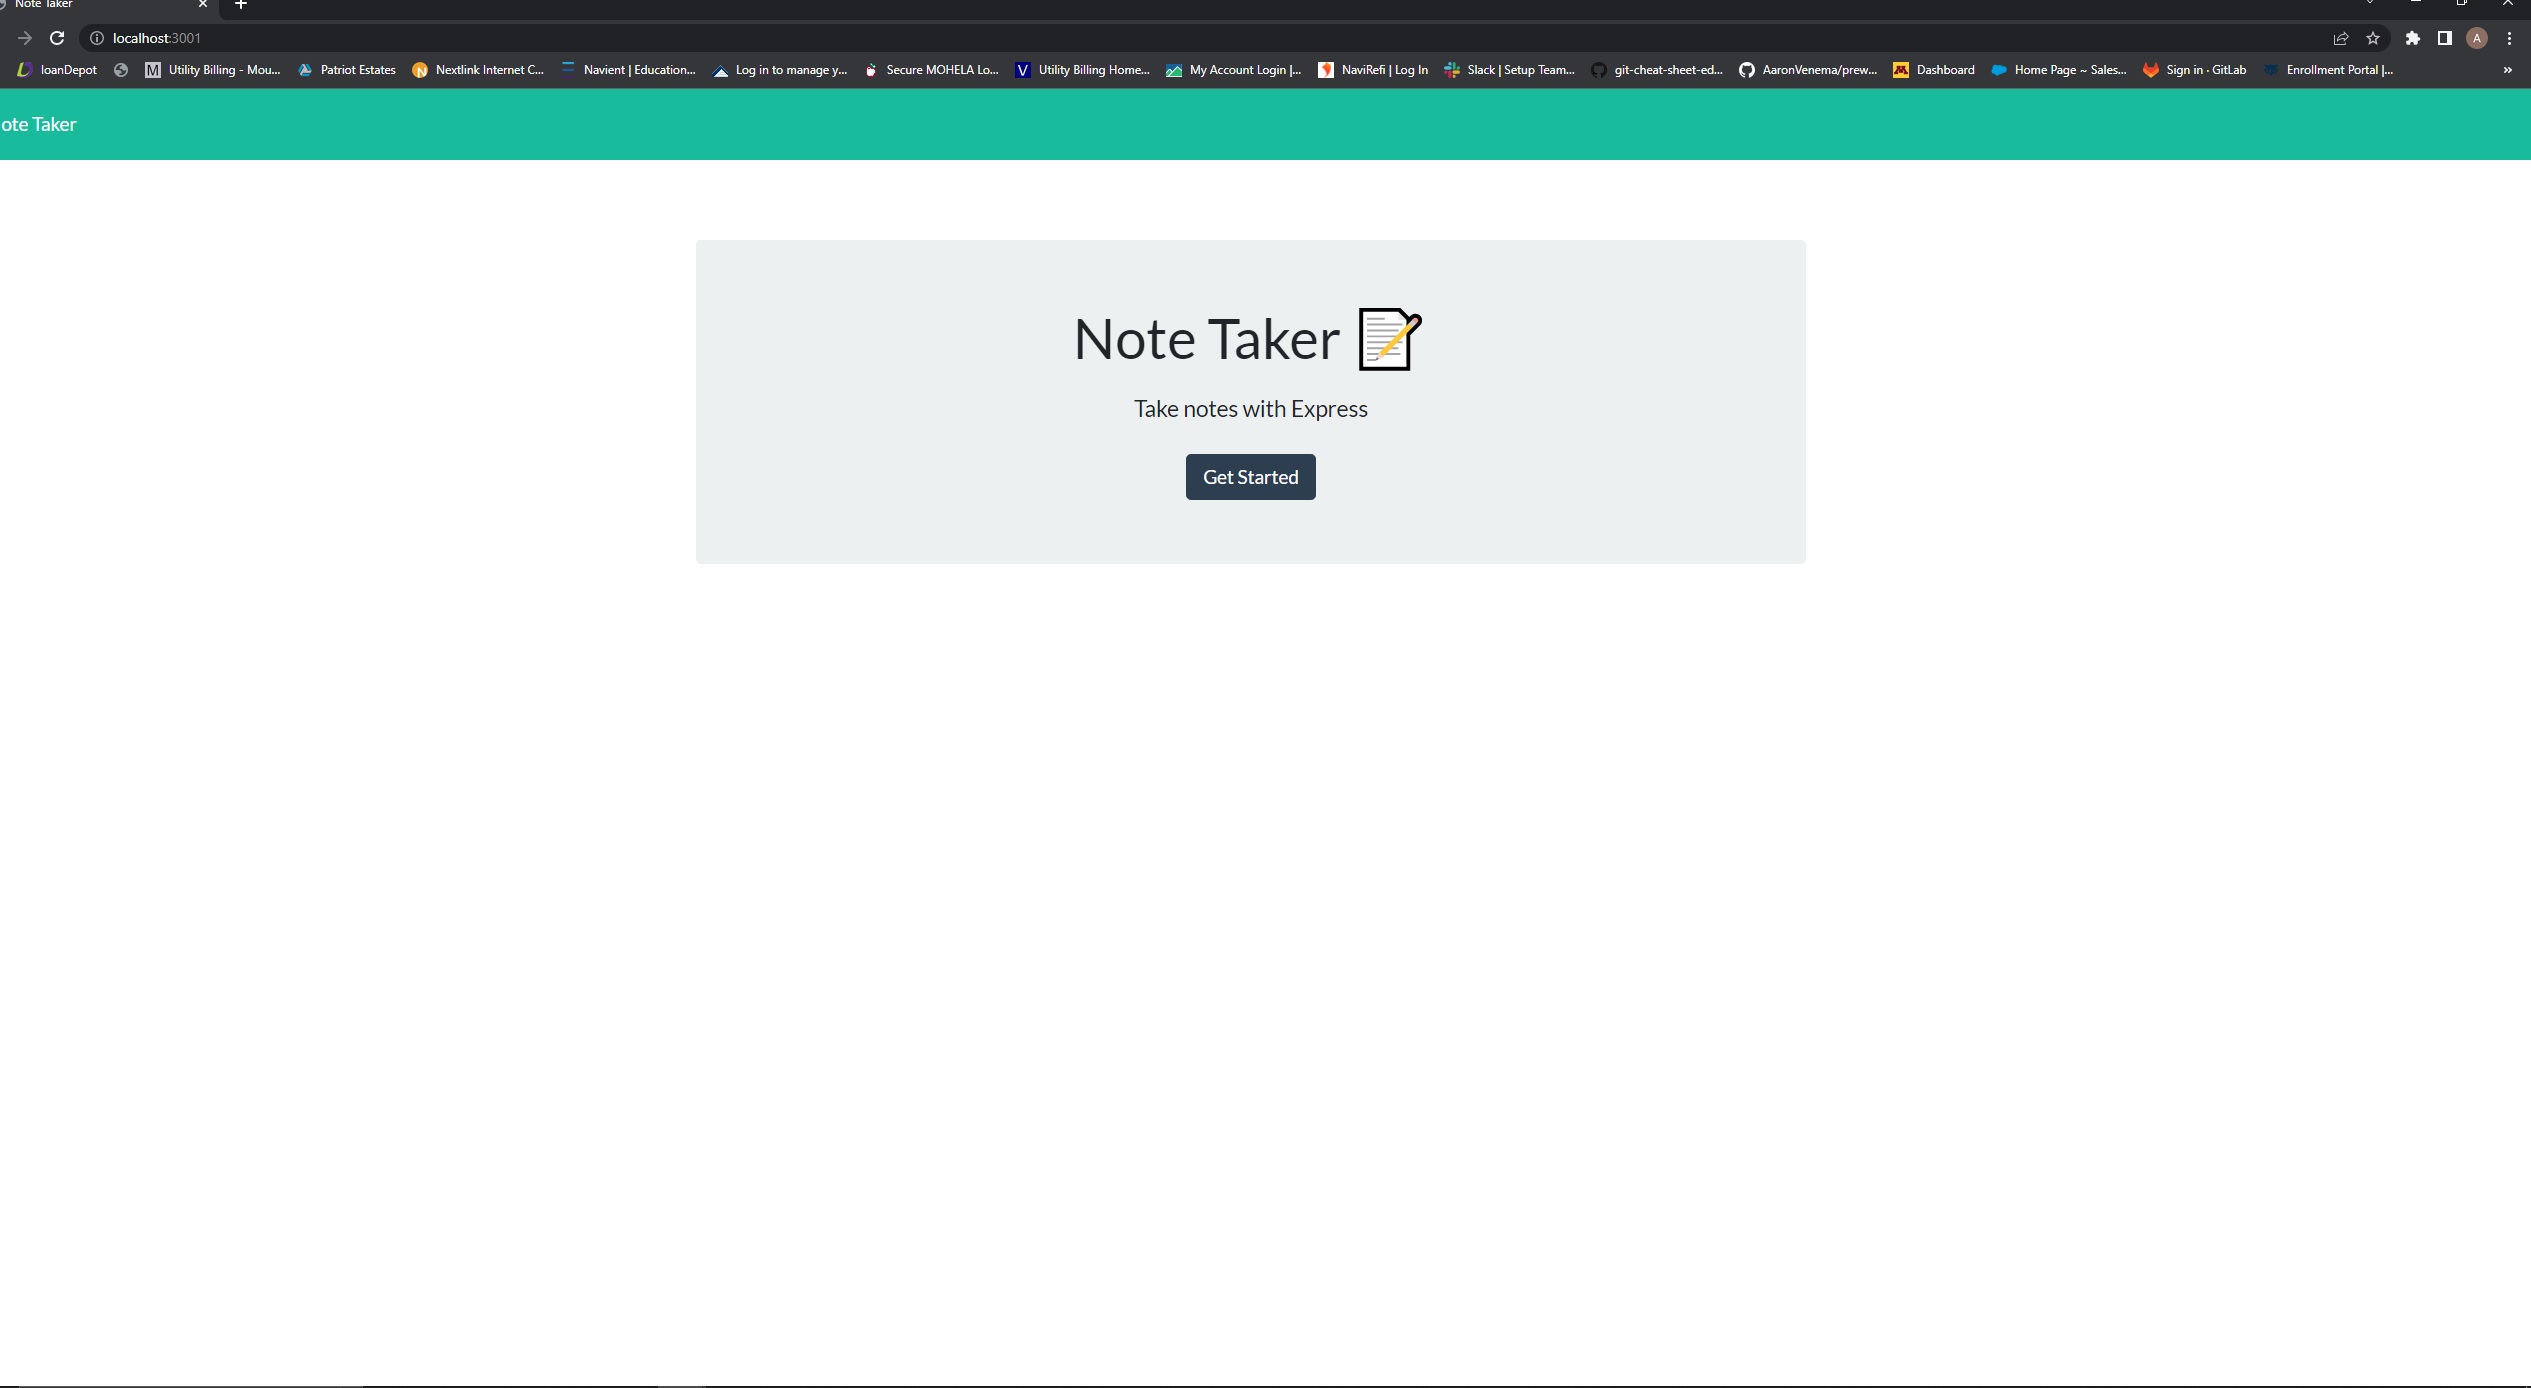 Note Taker
localhost:3001
loanDepot
M Utility Billing - Mou...
Patriot Estates
N Nextlink Internet C...
Navient | Education...
Log in to manage y...
Secure MOHELA Lo...
V Utility Billing Home...
My Account Login |...
NaviRefi | Log In
Slack | Setup Team...
git-cheat-sheet-ed...
AaronVenema/prew...
Dashboard
Home Page ~ Sales...
Sign in · GitLab
Enrollment Portal |...
»
A
ote Taker
Note Taker
Take notes with Express
Get Started